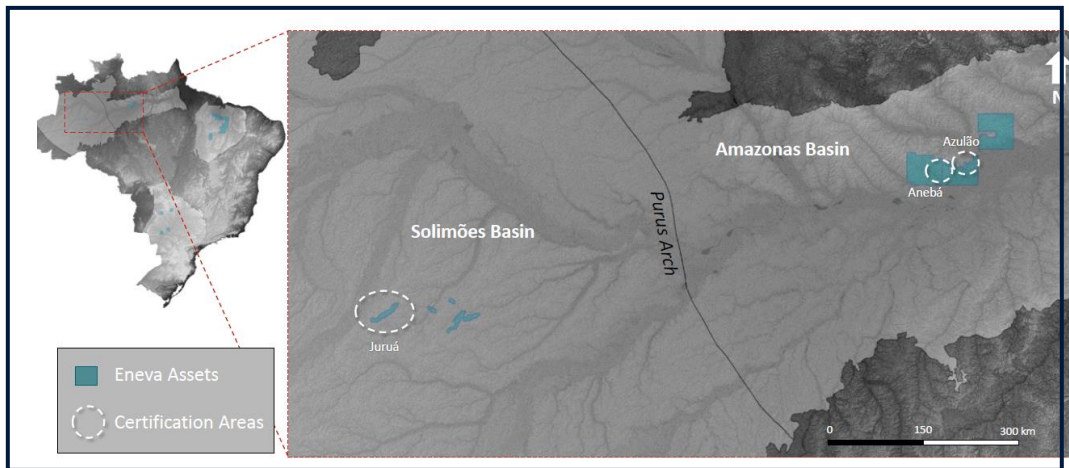 Amazonas Basin
Azulão
Anebá
N
Purus Arch
Solimões Basin
Juruá
Eneva Assets
Certification Areas
0 150 300 km